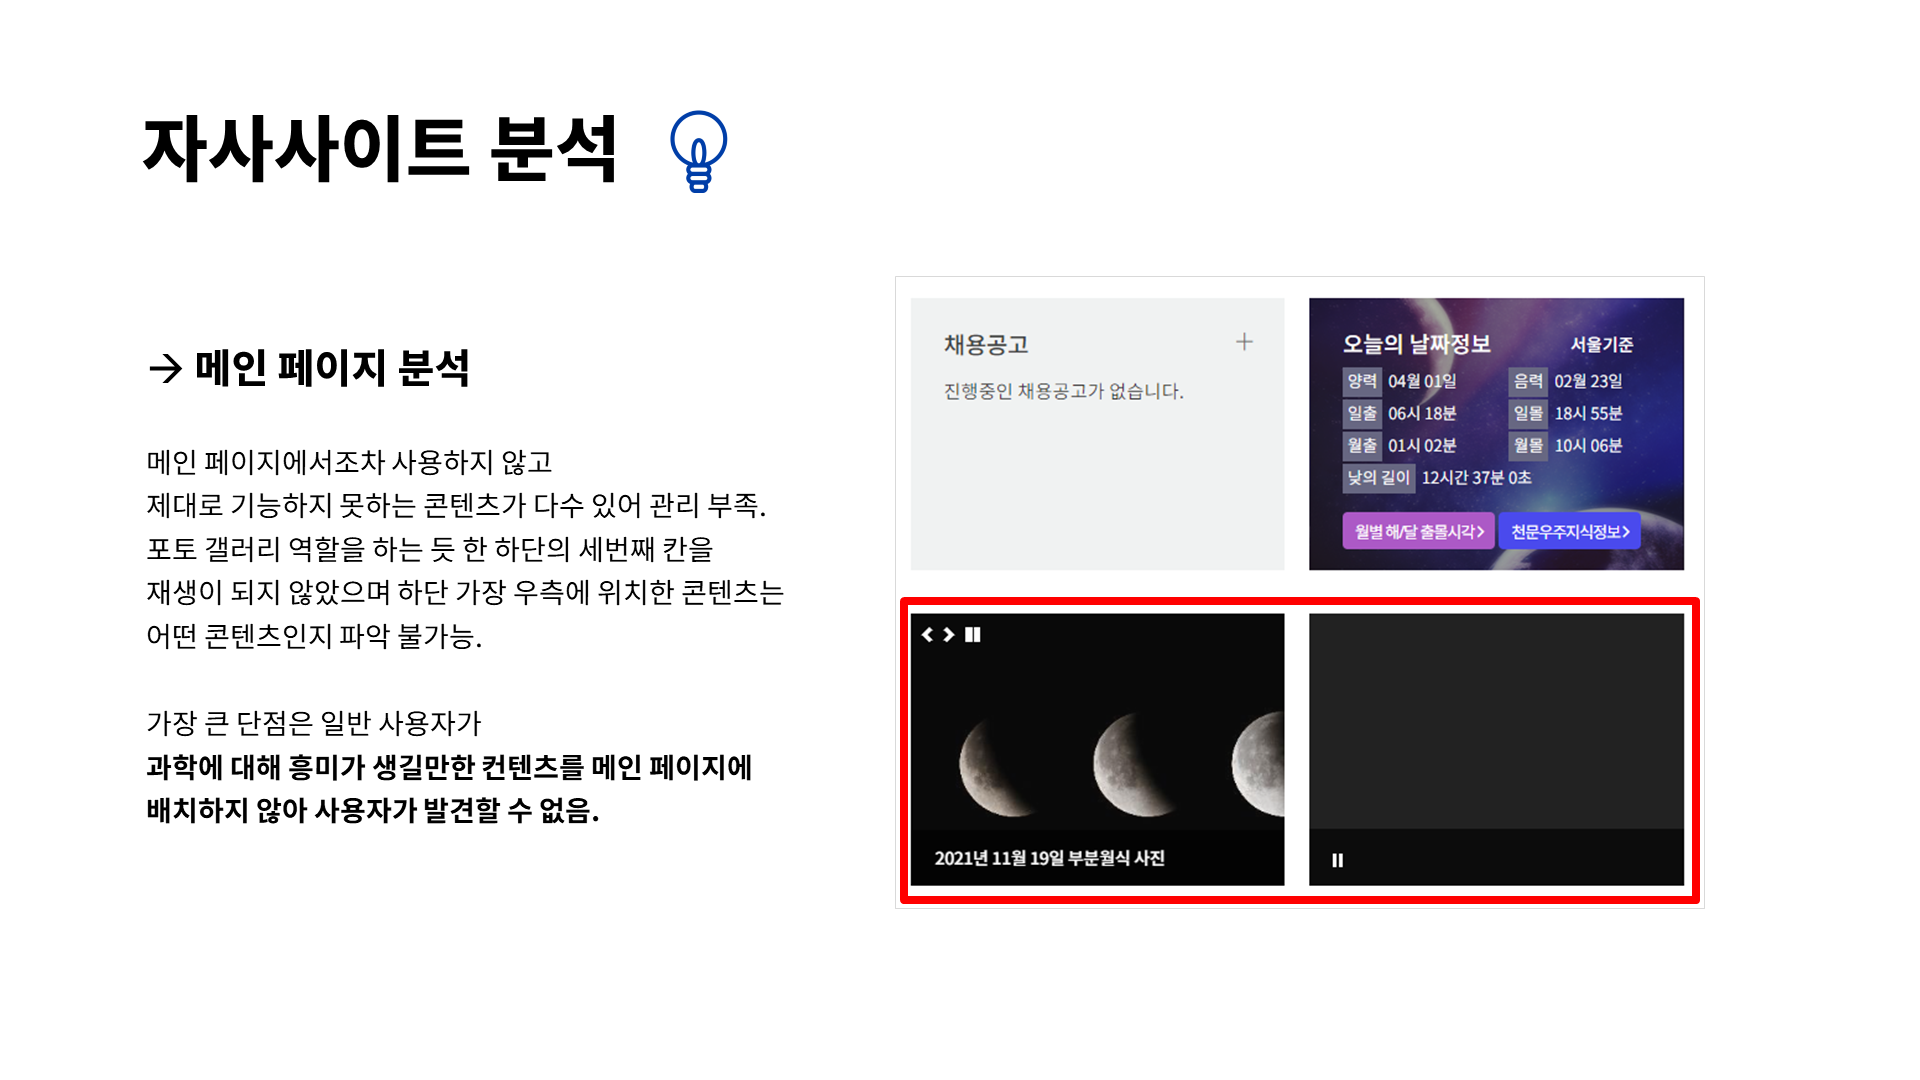 자사사이트 분석
→ 메인 페이지 분석
메인 페이지에서조차 사용하지 않고
제대로 기능하지 못하는 콘텐츠가 다수 있어 관리 부족.
포토 갤러리 역할을 하는 듯 한 하단의 세번째 칸을
재생이 되지 않았으며 하단 가장 우측에 위치한 콘텐츠는
어떤 콘텐츠인지 파악 불가능.
가장 큰 단점은 일반 사용자가
과학에 대해 흥미가 생길만한 컨텐츠를 메인 페이지에
배치하지 않아 사용자가 발견할 수 없음.
채용공고 +
진행중인 채용공고가 없습니다.
오늘의 날짜정보 서울기준
양력 04월 01일 음력 02월 23일
일출 06시 18분 일몰 18시 55분
월출 01시 02분 월몰 10시 06분
낮의 길이 12시간 37분 0초
월별 해/달 출몰시각> 천문우주지식정보>
2021년 11월 19일 부분월식 사진